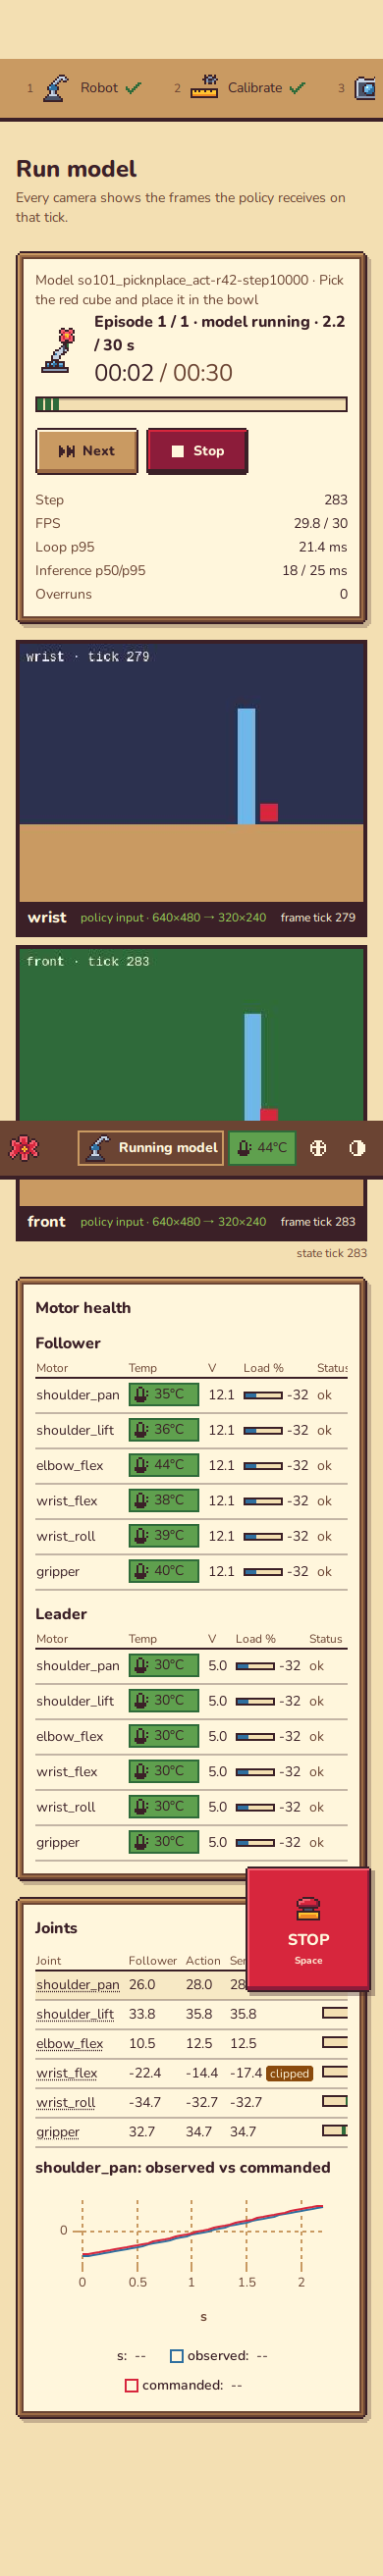 1 Robot 2 Calibrate 3
Run model
Every camera shows the frames the policy receives on
that tick.
Model so101_picknplace_act-r42-step10000 · Pick
the red cube and place it in the bowl
Episode 1 / 1 · model running · 2.2
/ 30 s
00:02 / 00:30
Next Stop
Step 283
FPS 29.8 / 30
Loop p95 21.4 ms
Inference p50/p95 18 / 25 ms
Overruns 0
wrist · tick 279
wrist policy input · 640×480 → 320×240 frame tick 279
front · tick 283
Running model 44°C
front policy input · 640×480 → 320×240 frame tick 283
state tick 283
Motor health
Follower
Motor Temp V Load % Status
shoulder_pan 35°C 12.1 -32 ok
shoulder_lift 36°C 12.1 -32 ok
elbow_flex 44°C 12.1 -32 ok
wrist_flex 38°C 12.1 -32 ok
wrist_roll 39°C 12.1 -32 ok
gripper 40°C 12.1 -32 ok
Leader
Motor Temp V Load % Status
shoulder_pan 30°C 5.0 -32 ok
shoulder_lift 30°C 5.0 -32 ok
elbow_flex 30°C 5.0 -32 ok
wrist_flex 30°C 5.0 -32 ok
wrist_roll 30°C 5.0 -32 ok
gripper 30°C 5.0 -32 ok
STOP
Space
Joints
Joint Follower Action
shoulder_pan 26.0 28.0
shoulder_lift 33.8 35.8 35.8
elbow_flex 10.5 12.5 12.5
wrist_flex -22.4 -14.4 -17.4 clipped
wrist_roll -34.7 -32.7 -32.7
gripper 32.7 34.7 34.7
shoulder_pan: observed vs commanded
0
0 0.5 1 1.5 2
s
s: -- observed: --
commanded: --